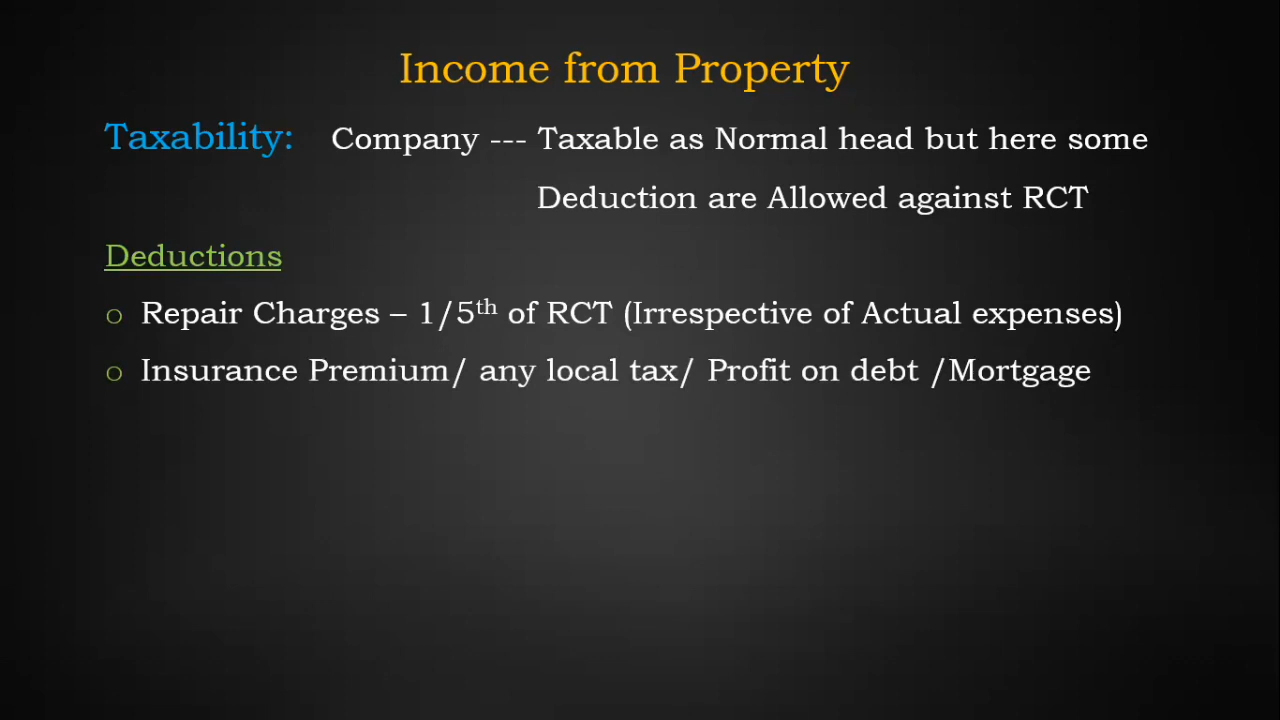 Income from Property
Taxability: Company --- Taxable as Normal head but here some
Deduction are Allowed against RCT
Deductions
o Repair Charges – 1/5th of RCT (Irrespective of Actual expenses)
o Insurance Premium/ any local tax/ Profit on debt /Mortgage